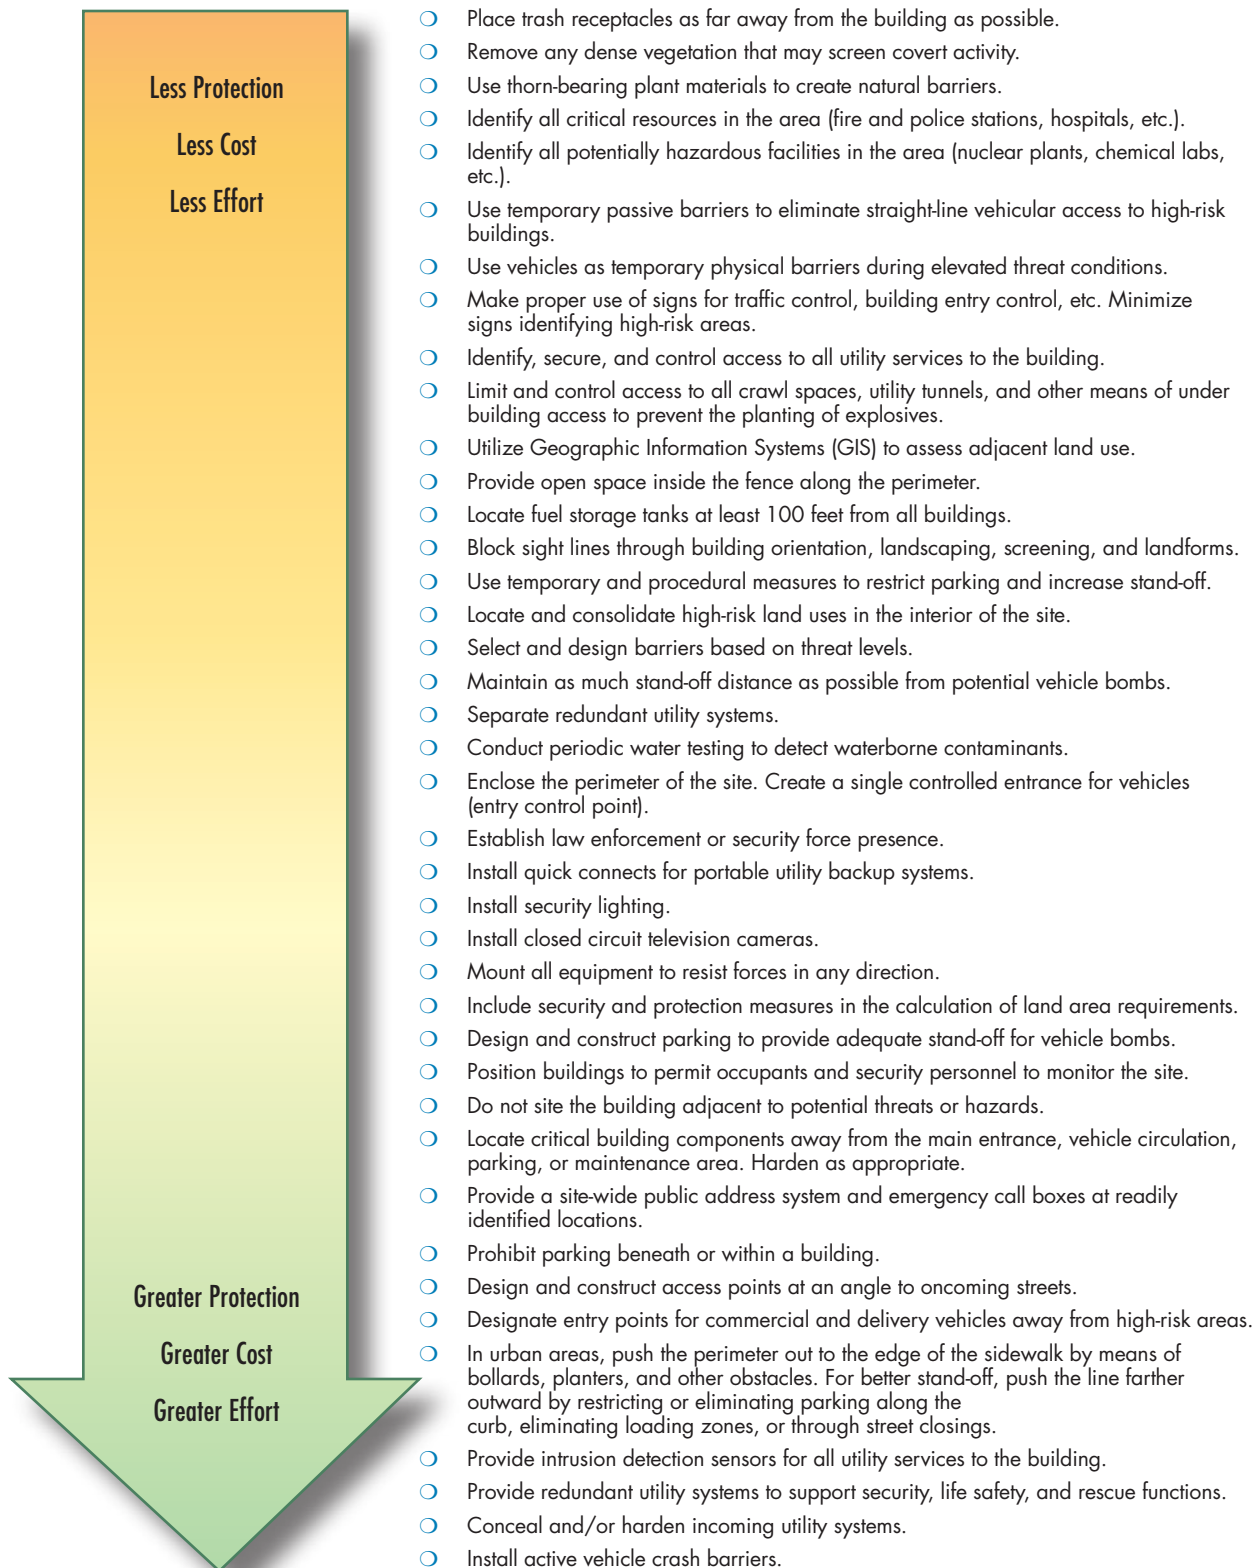 Less Protection
Less Cost
Less Effort
Greater Protection
Greater Cost
Greater Effort
❍ Place trash receptacles as far away from the building as possible.
❍ Remove any dense vegetation that may screen covert activity.
❍ Use thorn-bearing plant materials to create natural barriers.
❍ Identify all critical resources in the area (fire and police stations, hospitals, etc.).
❍ Identify all potentially hazardous facilities in the area (nuclear plants, chemical labs,
etc.).
❍ Use temporary passive barriers to eliminate straight-line vehicular access to high-risk
buildings.
❍ Use vehicles as temporary physical barriers during elevated threat conditions.
❍ Make proper use of signs for traffic control, building entry control, etc. Minimize
signs identifying high-risk areas.
❍ Identify, secure, and control access to all utility services to the building.
❍ Limit and control access to all crawl spaces, utility tunnels, and other means of under
building access to prevent the planting of explosives.
❍ Utilize Geographic Information Systems (GIS) to assess adjacent land use.
❍ Provide open space inside the fence along the perimeter.
❍ Locate fuel storage tanks at least 100 feet from all buildings.
❍ Block sight lines through building orientation, landscaping, screening, and landforms.
❍ Use temporary and procedural measures to restrict parking and increase stand-off.
❍ Locate and consolidate high-risk land uses in the interior of the site.
❍ Select and design barriers based on threat levels.
❍ Maintain as much stand-off distance as possible from potential vehicle bombs.
❍ Separate redundant utility systems.
❍ Conduct periodic water testing to detect waterborne contaminants.
❍ Enclose the perimeter of the site. Create a single controlled entrance for vehicles
(entry control point).
❍ Establish law enforcement or security force presence.
❍ Install quick connects for portable utility backup systems.
❍ Install security lighting.
❍ Install closed circuit television cameras.
❍ Mount all equipment to resist forces in any direction.
❍ Include security and protection measures in the calculation of land area requirements.
❍ Design and construct parking to provide adequate stand-off for vehicle bombs.
❍ Position buildings to permit occupants and security personnel to monitor the site.
❍ Do not site the building adjacent to potential threats or hazards.
❍ Locate critical building components away from the main entrance, vehicle circulation,
parking, or maintenance area. Harden as appropriate.
❍ Provide a site-wide public address system and emergency call boxes at readily
identified locations.
❍ Prohibit parking beneath or within a building.
❍ Design and construct access points at an angle to oncoming streets.
❍ Designate entry points for commercial and delivery vehicles away from high-risk areas.
❍ In urban areas, push the perimeter out to the edge of the sidewalk by means of
bollards, planters, and other obstacles. For better stand-off, push the line farther
outward by restricting or eliminating parking along the
curb, eliminating loading zones, or through street closings.
❍ Provide intrusion detection sensors for all utility services to the building.
❍ Provide redundant utility systems to support security, life safety, and rescue functions.
❍ Conceal and/or harden incoming utility systems.
❍ Install active vehicle crash barriers.